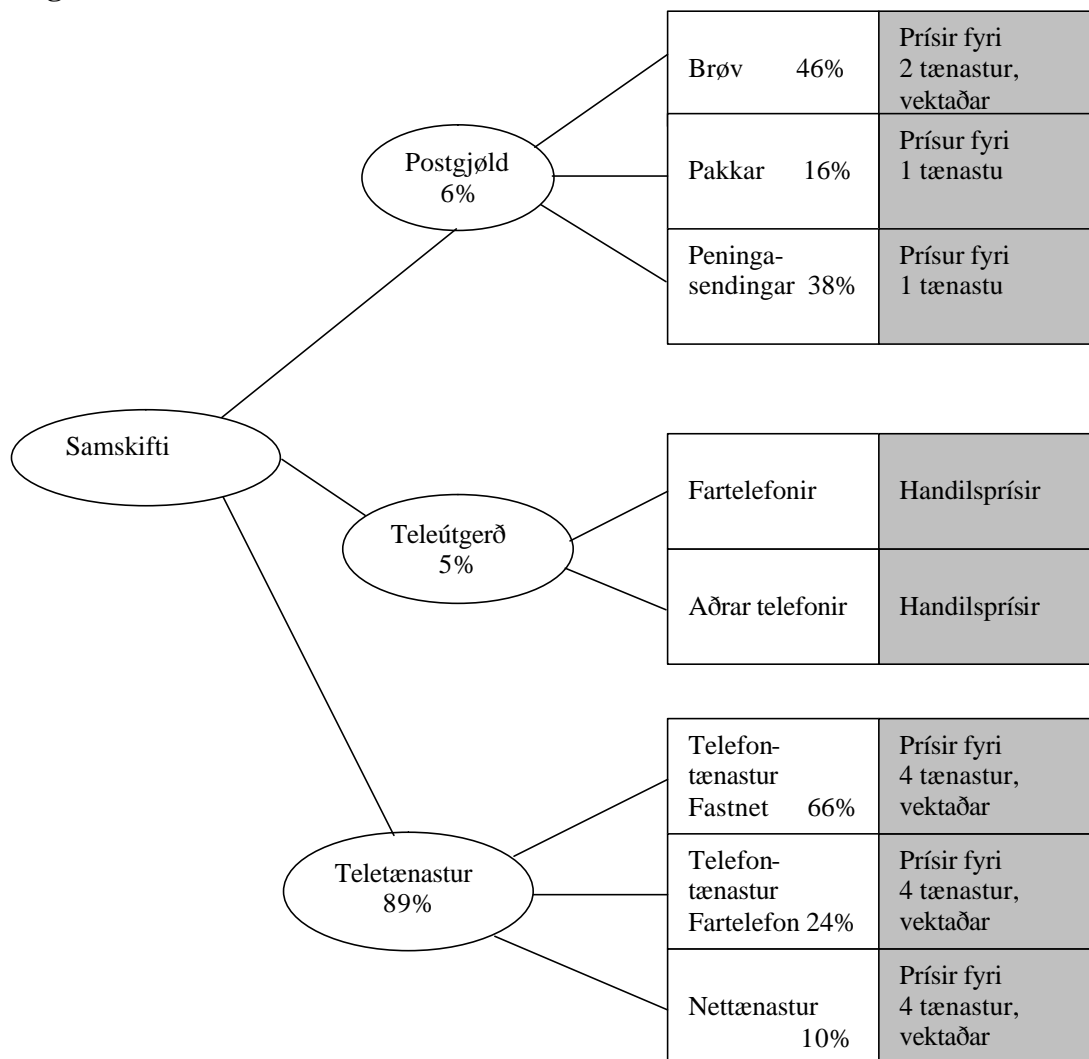 Brøv 46%
Prísir fyri
2 tænastur,
vektaðar
Postgjøld
6%
Pakkar 16%
Prísur fyri
1 tænastu
Peninga-
sendingar 38%
Prísur fyri
1 tænastu
Samskifti
Fartelefonir
Handilsprísir
Teleútgerð
5%
Aðrar telefonir
Handilsprísir
Telefon-
tænastur
Fastnet 66%
Prísir fyri
4 tænastur,
vektaðar
Teletænastur
89%
Telefon-
tænastur
Fartelefon 24%
Prísir fyri
4 tænastur,
vektaðar
Nettænastur
10%
Prísir fyri
4 tænastur,
vektaðar